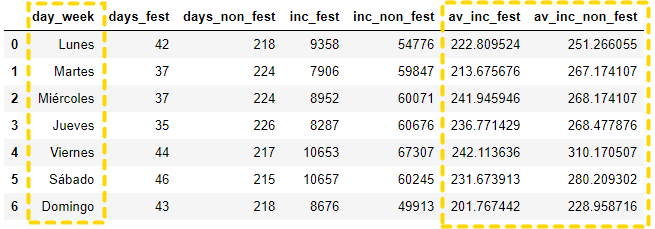 day_week days_fest days_non_fest inc_fest inc_non_fest av_inc_fest av_inc_non_fest
0 Lunes 42 218 9358 54776 222.809524 251.266055
1 Martes 37 224 7906 59847 213.675676 267.174107
2 Miércoles 37 224 8952 60071 241.945946 268.174107
3 Jueves 35 226 8287 60676 236.771429 268.477876
4 Viernes 44 217 10653 67307 242.113636 310.170507
5 Sábado 46 215 10657 60245 231.673913 280.209302
6 Domingo 43 218 8676 49913 201.767442 228.958716